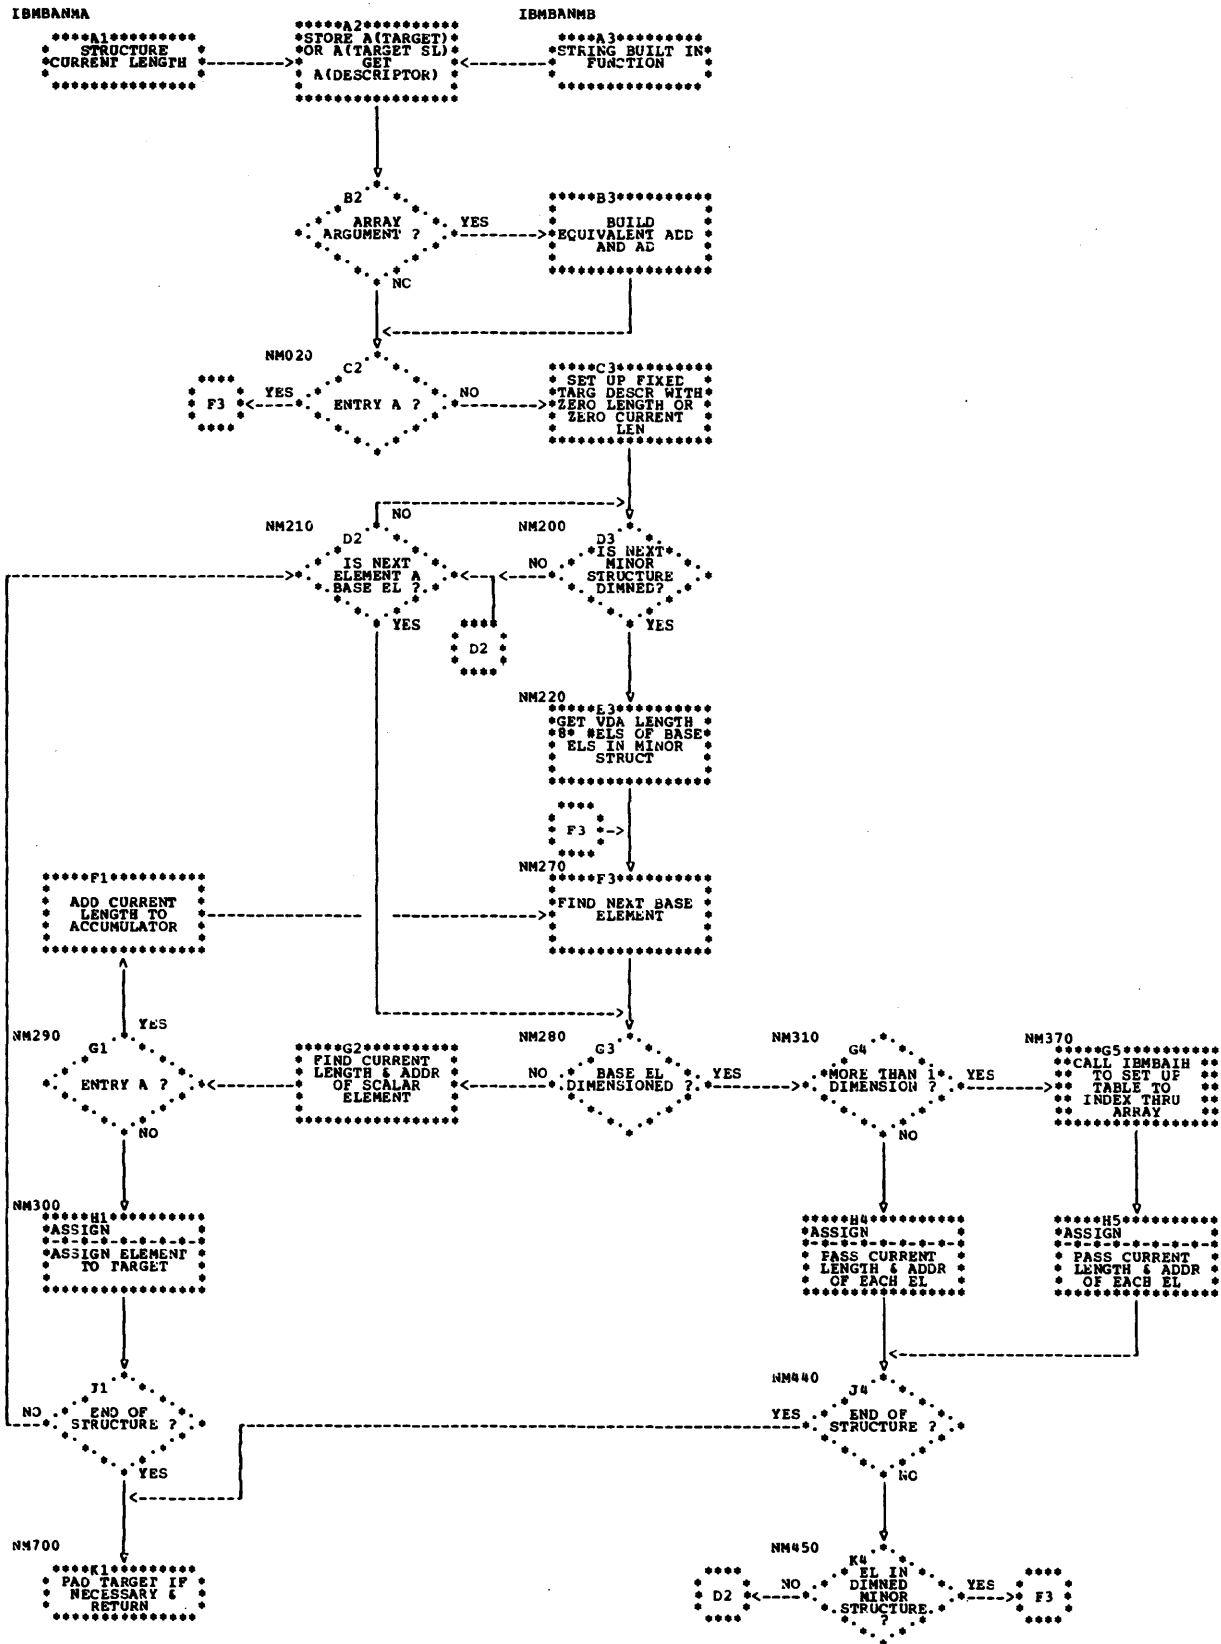 IBMBANMA
IBMBANMB
A1
STRUCTURE
CURRENT LENGTH
A2
STORE A(TARGET)
OR A(TARGET SL)
GET
A(DESCRIPTOR)
A3
STRING BUILT IN
FUNCTION
B2
ARRAY
ARGUMENT ?
YES
NC
B3
BUILD
EQUIVALENT ADD
AND AD
NM020
C2
ENTRY A ?
YES
NO
F3
C3
SET UP FIXED
TARG DESCR WITH
ZERO LENGTH OR
ZERO CURRENT
LEN
NM210
D2
IS NEXT
ELEMENT A
BASE EL ?
NO
YES
NM200
D3
IS NEXT
MINOR
STRUCTURE
DIMNED?
NO
YES
D2
NM220
E3
GET VDA LENGTH
8* #ELS OF BASE
ELS IN MINOR
STRUCT
F3
F1
ADD CURRENT
LENGTH TO
ACCUMULATOR
NM270
F3
FIND NEXT BASE
ELEMENT
NM290
G1
ENTRY A ?
YES
NO
G2
FIND CURRENT
LENGTH & ADDR
OF SCALAR
ELEMENT
NM280
G3
BASE EL
DIMENSIONED ?
NO
YES
NM310
G4
MORE THAN 1
DIMENSION ?
YES
NO
NM370
G5
CALL IBMBAIH
TO SET UP
TABLE TO
INDEX THRU
ARRAY
NM300
H1
ASSIGN
ASSIGN ELEMENT
TO TARGET
H4
ASSIGN
PASS CURRENT
LENGTH & ADDR
OF EACH EL
H5
ASSIGN
PASS CURRENT
LENGTH & ADDR
OF EACH EL
J1
END OF
STRUCTURE ?
NO
YES
NM440
J4
END OF
STRUCTURE ?
YES
NO
NM700
K1
PAD TARGET IF
NECESSARY &
RETURN
NM450
K4
EL IN
DIMNED
MINOR
STRUCTURE
?
NO
YES
D2
F3